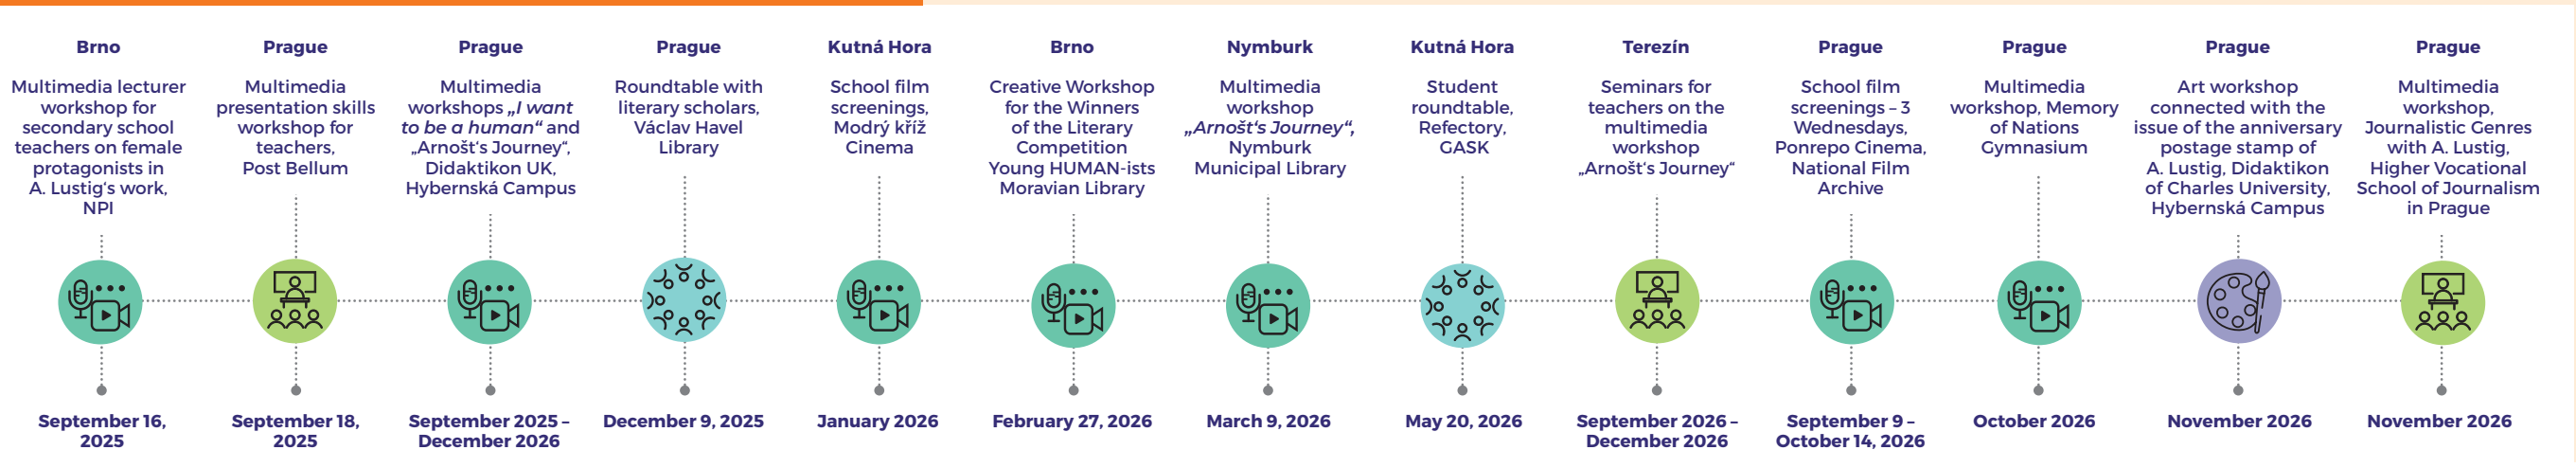 Brno
Multimedia lecturer
workshop for
secondary school
teachers on female
protagonists in
A. Lustig‘s work,
NPI
September 16,
2025
Prague
Multimedia
presentation skills
workshop for
teachers,
Post Bellum
September 18,
2025
Prague
Multimedia
workshops „I want
to be a human“ and
„Arnošt‘s Journey“,
Didaktikon UK,
Hybernská Campus
September 2025 –
December 2026
Prague
Roundtable with
literary scholars,
Václav Havel
Library
December 9, 2025
Kutná Hora
School film
screenings,
Modrý kříž
Cinema
January 2026
Brno
Creative Workshop
for the Winners
of the Literary
Competition
Young HUMAN-ists
Moravian Library
February 27, 2026
Nymburk
Multimedia
workshop
„Arnošt‘s Journey“,
Nymburk
Municipal Library
March 9, 2026
Kutná Hora
Student
roundtable,
Refectory,
GASK
May 20, 2026
Terezín
Seminars for
teachers on the
multimedia
workshop
„Arnošt‘s Journey“
September 2026 –
December 2026
Prague
School film
screenings – 3
Wednesdays,
Ponrepo Cinema,
National Film
Archive
September 9 –
October 14, 2026
Prague
Multimedia
workshop, Memory
of Nations
Gymnasium
October 2026
Prague
Art workshop
connected with the
issue of the anniversary
postage stamp of
A. Lustig, Didaktikon
of Charles University,
Hybernská Campus
November 2026
Prague
Multimedia
workshop,
Journalistic Genres
with A. Lustig,
Higher Vocational
School of Journalism
in Prague
November 2026